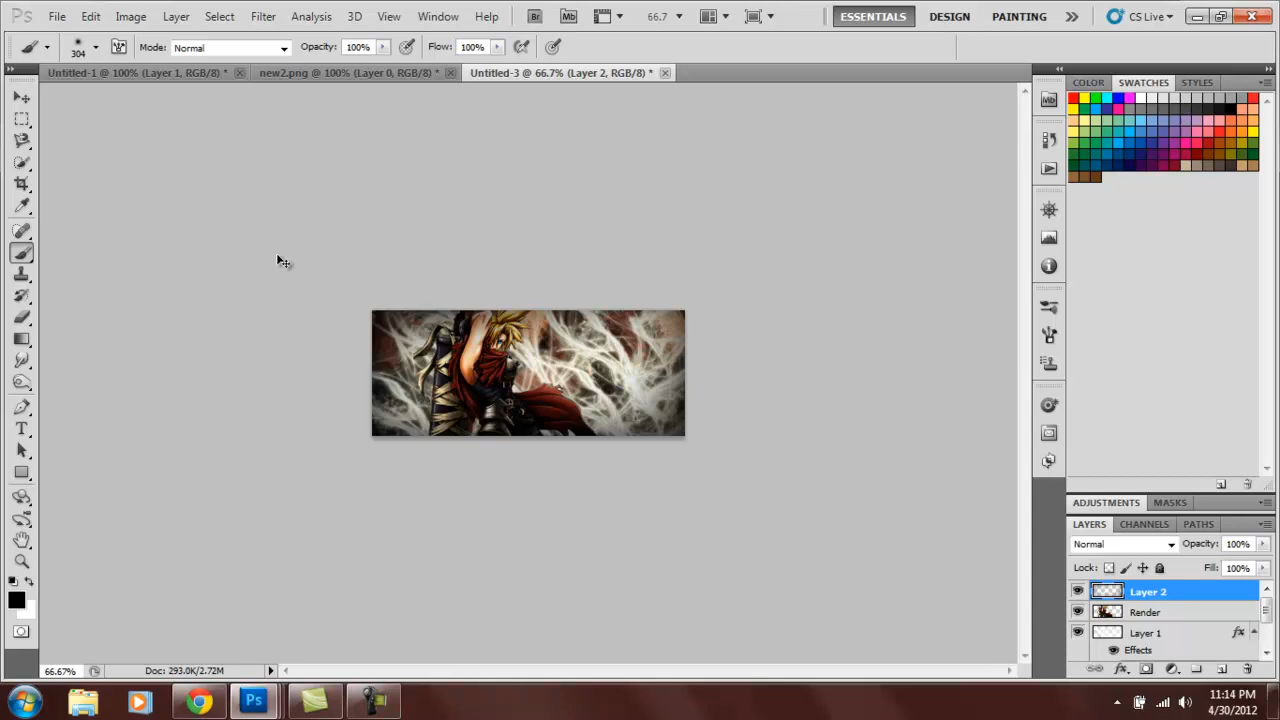 Ps File Edit Image Layer Select Filter Analysis 3D View Window Help Br Mb 66.7 ESSENTIALS DESIGN PAINTING CS Live
304 Mode: Normal Opacity: 100% Flow: 100%
Untitled-1 @ 100% (Layer 1, RGB/8) * new2.png @ 100% (Layer 0, RGB/8) * Untitled-3 @ 66.7% (Layer 2, RGB/8) *
COLOR SWATCHES STYLES
Mb
ADJUSTMENTS MASKS
LAYERS CHANNELS PATHS
Normal Opacity: 100%
Lock: Fill: 100%
Layer 2
Render
Layer 1 fx
Effects
66.67% Doc: 293.0K/2.72M
Ps
11:14 PM
4/30/2012